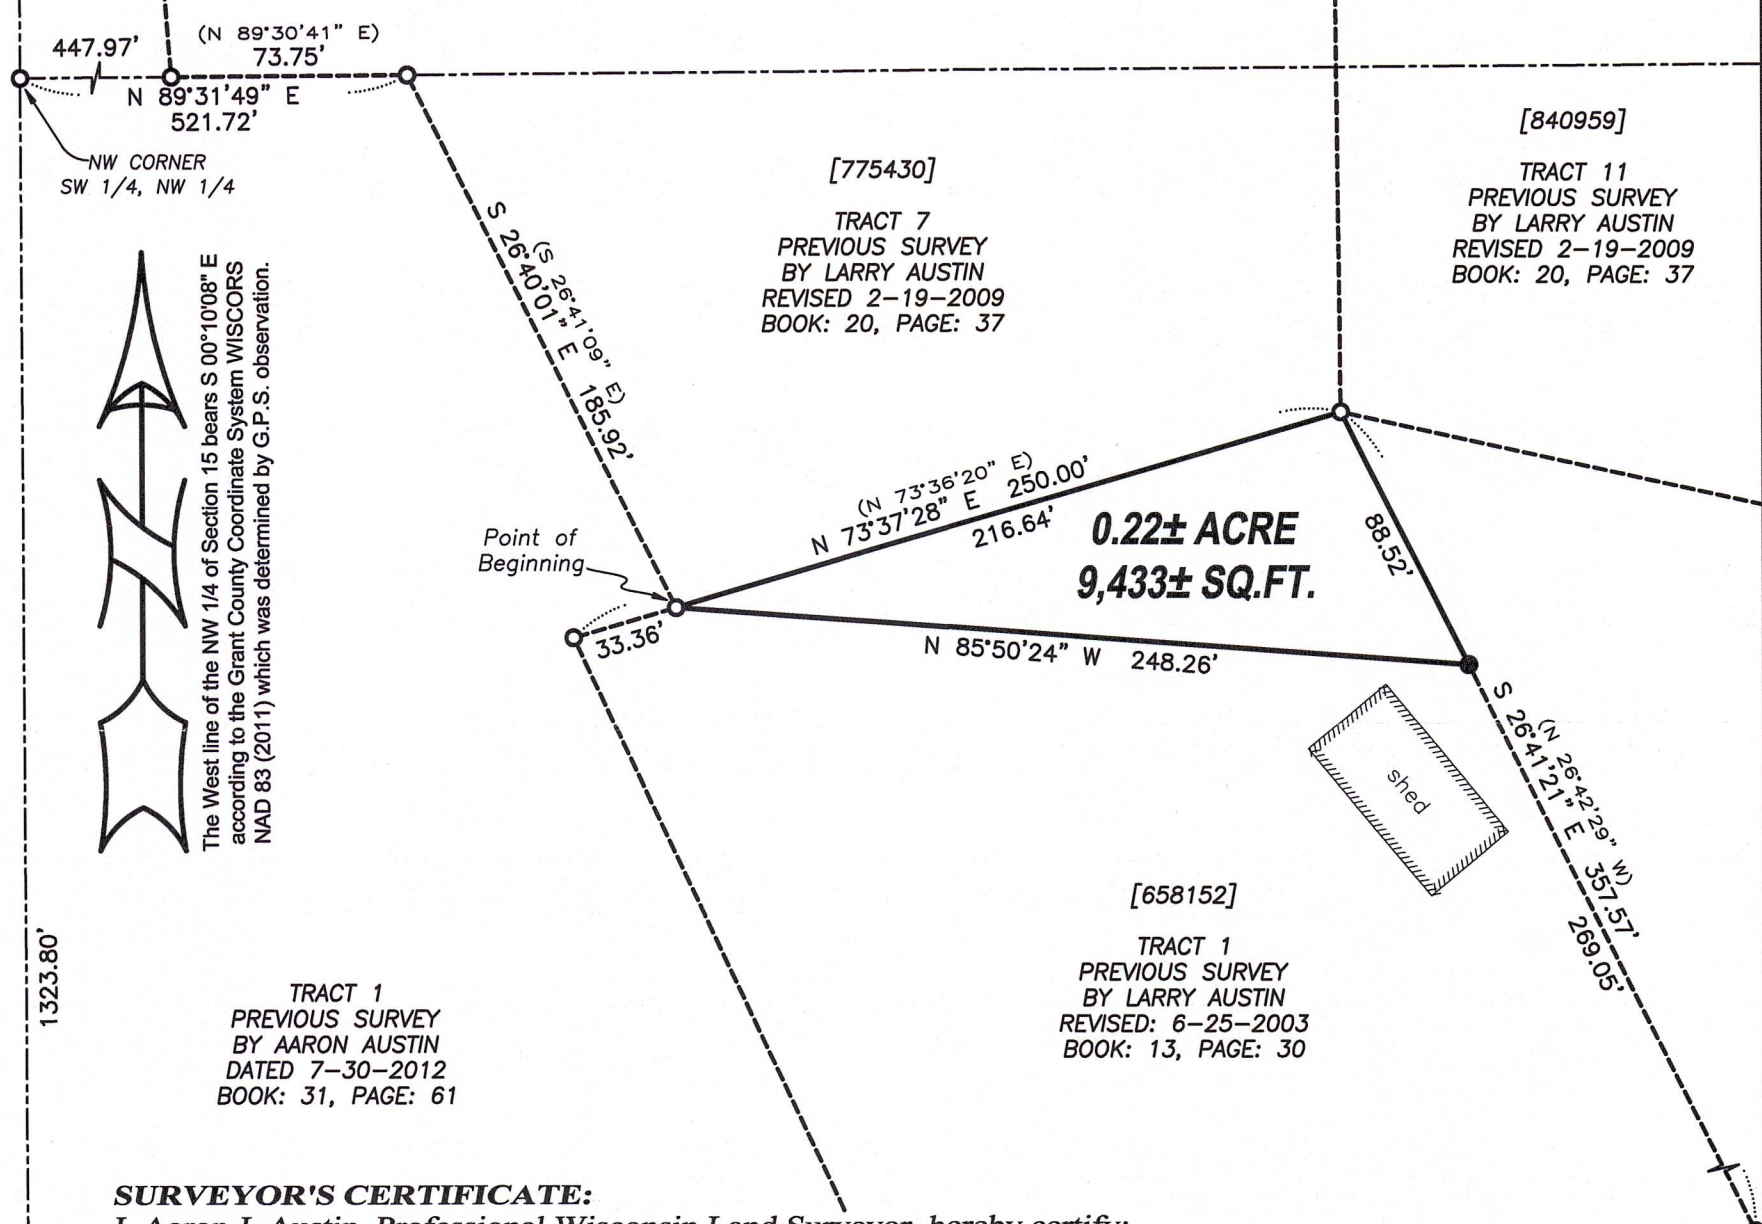 447.97'
(N 89°30'41" E)
73.75'
N 89°31'49" E
521.72'
NW CORNER
SW 1/4, NW 1/4
[775430]
TRACT 7
PREVIOUS SURVEY
BY LARRY AUSTIN
REVISED 2-19-2009
BOOK: 20, PAGE: 37
[840959]
TRACT 11
PREVIOUS SURVEY
BY LARRY AUSTIN
REVISED 2-19-2009
BOOK: 20, PAGE: 37
(S 26°41'09" E)
S 26°40'01" E 185.92'
The West line of the NW 1/4 of Section 15 bears S 00°10'08" E
according to the Grant County Coordinate System WISCORS
NAD 83 (2011) which was determined by G.P.S. observation.
N
(N 73°36'20" E)
N 73°37'28" E 250.00'
216.64'
0.22± ACRE
9,433± SQ.FT.
88.52'
Point of
Beginning
33.36'
N 85°50'24" W 248.26'
shed
(N 26°42'29" W)
S 26°41'21" E 357.57'
269.05'
[658152]
TRACT 1
PREVIOUS SURVEY
BY LARRY AUSTIN
REVISED: 6-25-2003
BOOK: 13, PAGE: 30
1323.80'
TRACT 1
PREVIOUS SURVEY
BY AARON AUSTIN
DATED 7-30-2012
BOOK: 31, PAGE: 61
SURVEYOR'S CERTIFICATE:
I, Aaron J. Austin, Professional Wisconsin Land Surveyor, hereby certify: